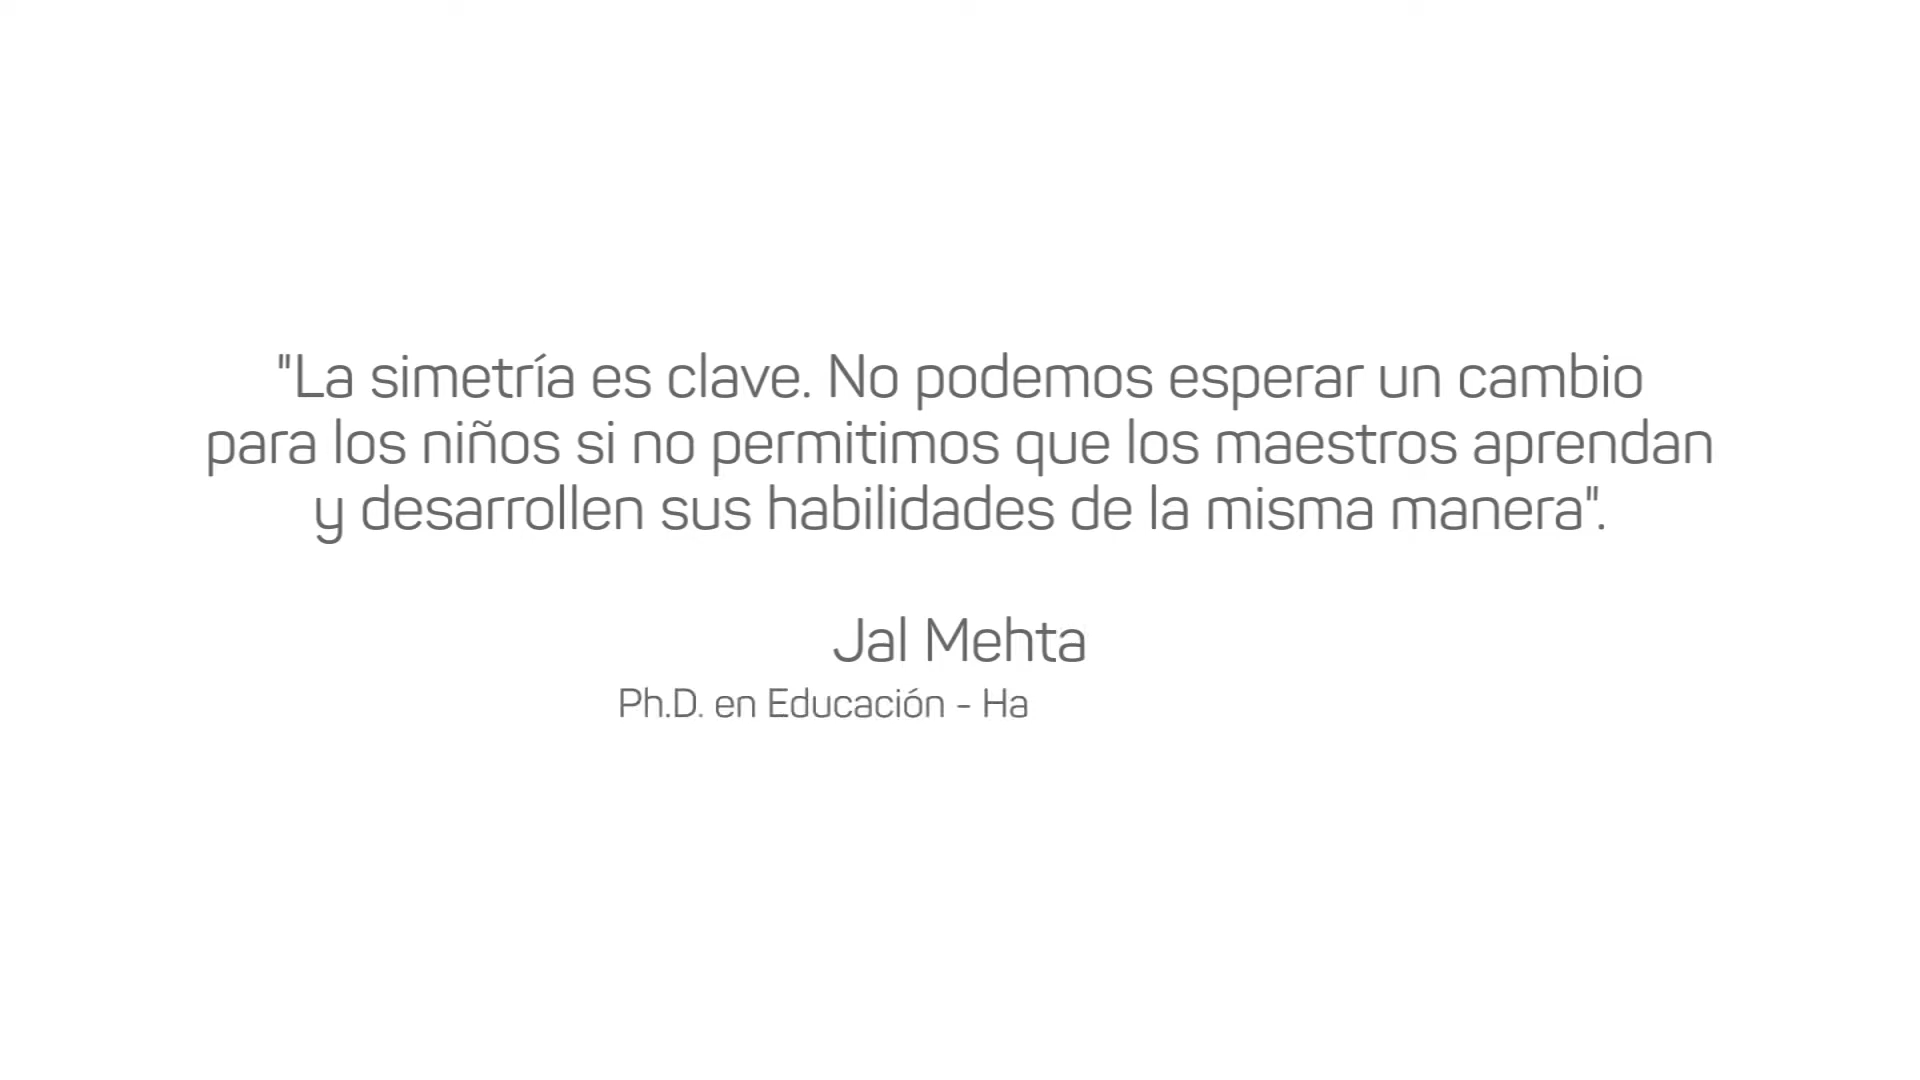 "La simetría es clave. No podemos esperar un cambio
para los niños si no permitimos que los maestros aprendan
y desarrollen sus habilidades de la misma manera".
Jal Mehta
Ph.D. en Educación - Ha